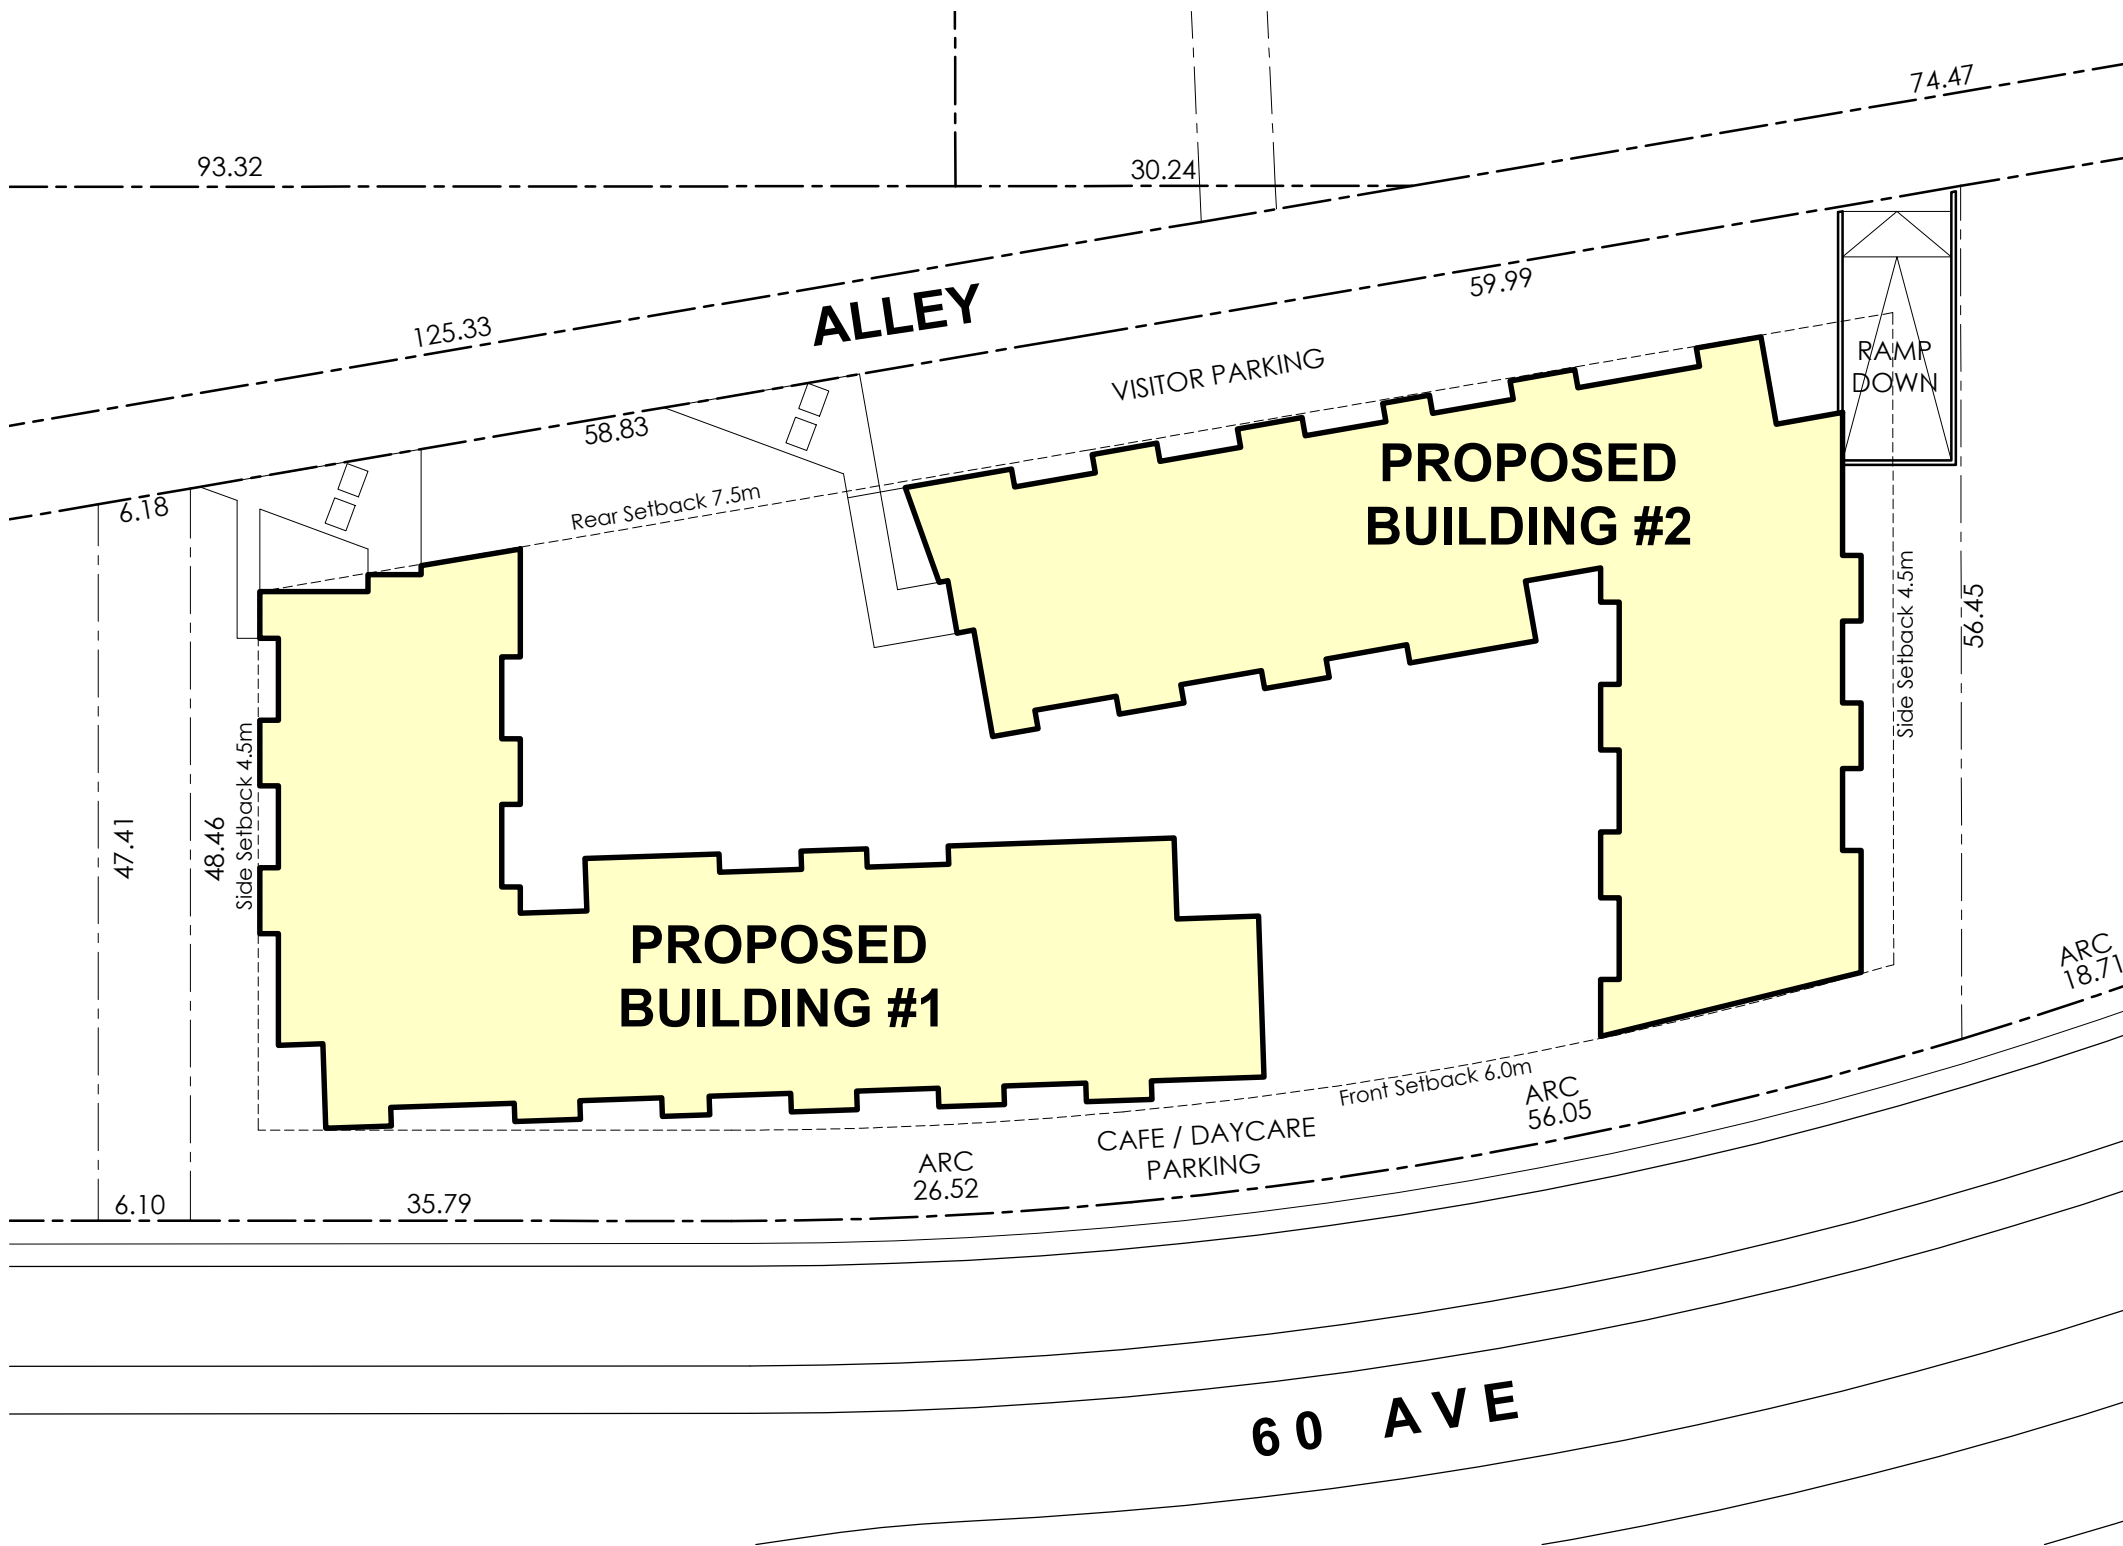 74.47
93.32
30.24
125.33
ALLEY
59.99
VISITOR PARKING
RAMP
DOWN
58.83
6.18
Rear Setback 7.5m
PROPOSED
BUILDING #2
Side Setback 4.5m
56.45
47.41
48.46
Side Setback 4.5m
PROPOSED
BUILDING #1
ARC
18.71
Front Setback 6.0m
ARC
56.05
CAFE / DAYCARE
PARKING
ARC
26.52
6.10
35.79
60 AVE